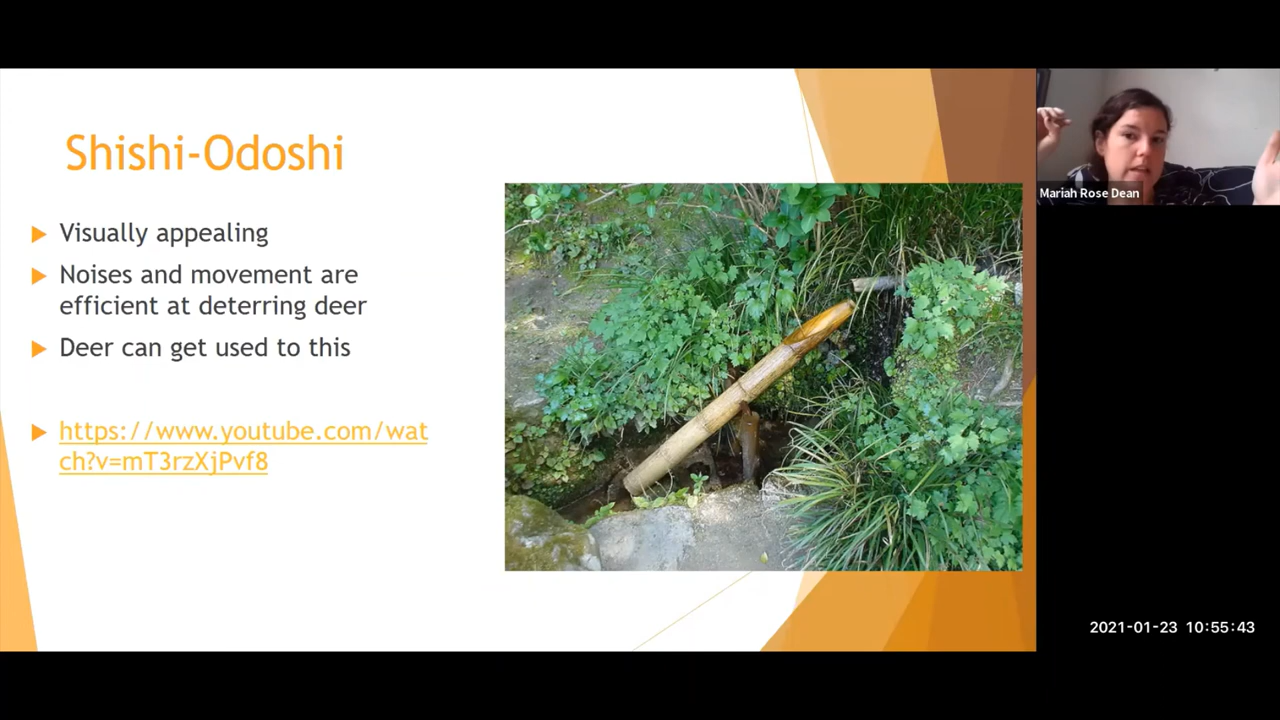 Shishi-Odoshi
Visually appealing
Noises and movement are
efficient at deterring deer
Deer can get used to this
https://www.youtube.com/wat
ch?v=mT3rzXjPvf8
Mariah Rose Dean
2021-01-23 10:55:43